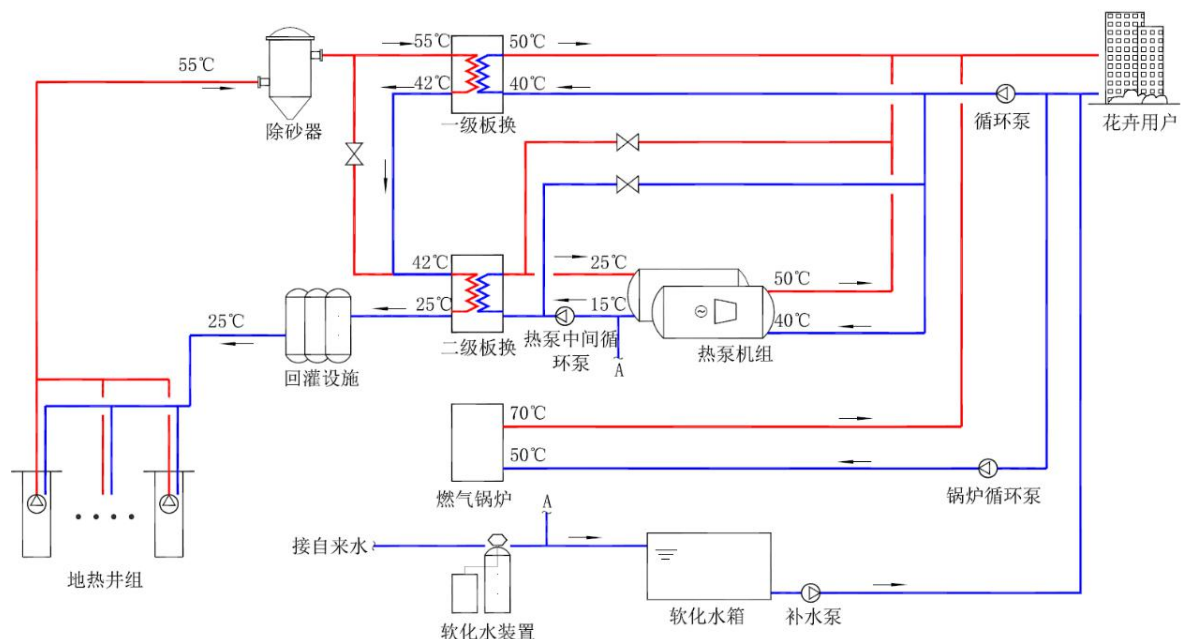 55℃
50℃
55℃
42℃
40℃
除砂器
一级板换
循环泵
花卉用户
42℃
25℃
50℃
25℃
15℃
40℃
25℃
二级板换
热泵中间循
环泵
A
热泵机组
回灌设施
70℃
50℃
燃气锅炉
锅炉循环泵
A
接自来水
地热井组
软化水装置
软化水箱
补水泵